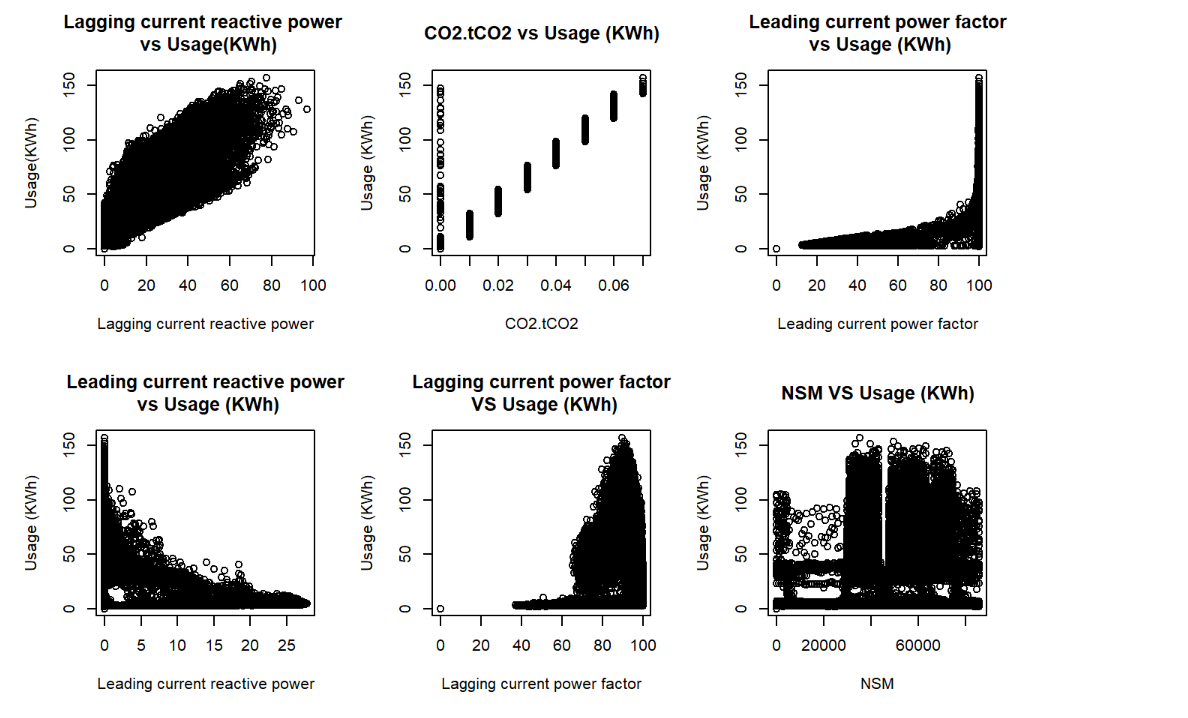 Lagging current reactive power
vs Usage(KWh)
Usage(KWh)
0 50 100 150
0 20 40 60 80 100
Lagging current reactive power
CO2.tCO2 vs Usage (KWh)
Usage (KWh)
0 50 100 150
0.00 0.02 0.04 0.06
CO2.tCO2
Leading current power factor
vs Usage (KWh)
Usage (KWh)
0 50 100 150
0 20 40 60 80 100
Leading current power factor
Leading current reactive power
vs Usage (KWh)
Usage (KWh)
0 50 100 150
0 5 10 15 20 25
Leading current reactive power
Lagging current power factor
VS Usage (KWh)
Usage (KWh)
0 50 100 150
0 20 40 60 80 100
Lagging current power factor
NSM VS Usage (KWh)
Usage (KWh)
0 50 100 150
0 20000 60000
NSM